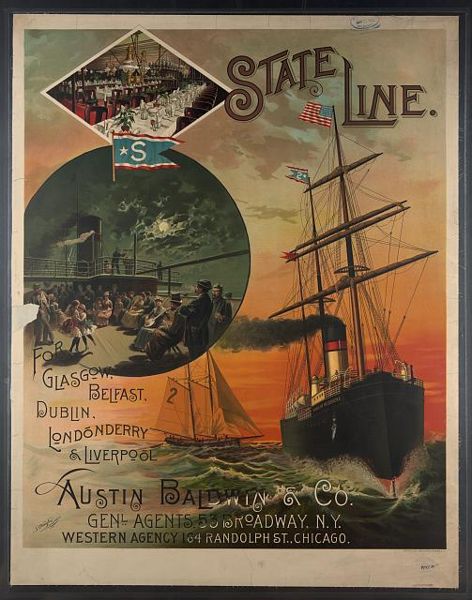 STATE LINE.
S
S
2
FOR
GLASGOW,
BELFAST,
DUBLIN,
LONDONDERRY
& LIVERPOOL
AUSTIN BALDWIN & CO.
GENL AGENTS, 53 BROADWAY, N.Y.
WESTERN AGENCY 164 RANDOLPH ST., CHICAGO.